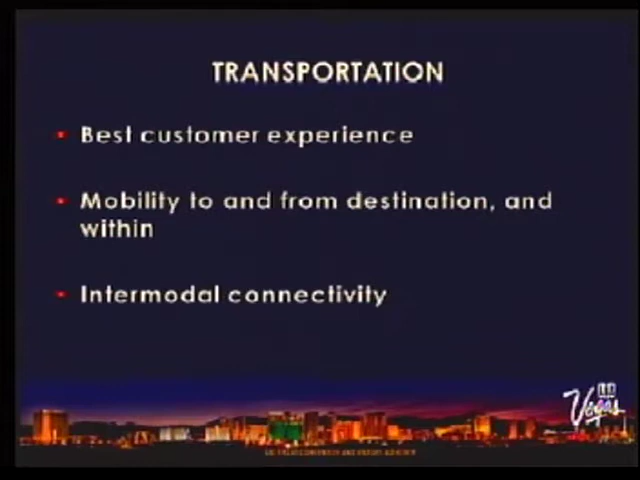 TRANSPORTATION
Best customer experience
Mobility to and from destination, and
within
Intermodal connectivity
Vegas